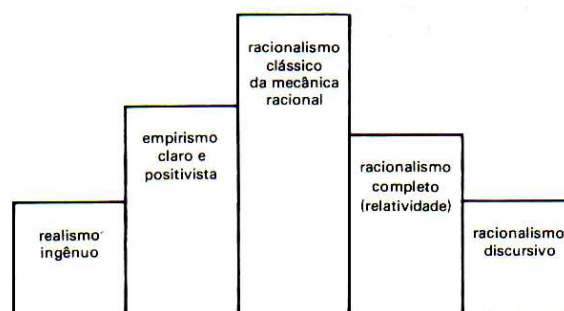 realismo
ingênuo
empirismo
claro e
positivista
racionalismo
clássico
da mecânica
racional
racionalismo
completo
(relatividade)
racionalismo
discursivo